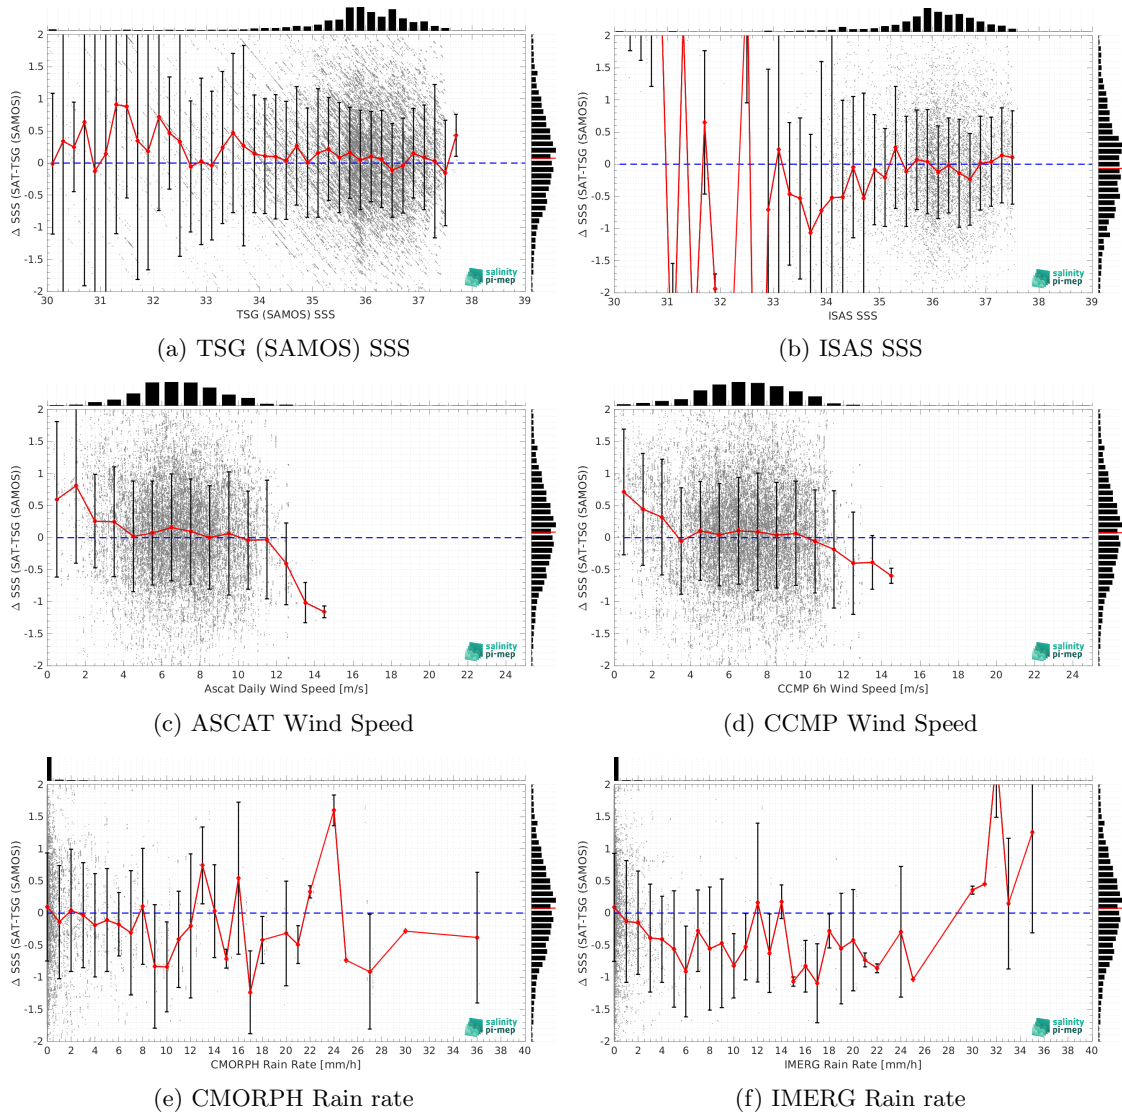 2
1.5
1
0.5
0
-0.5
-1
-1.5
-2
Δ SSS (SAT-TSG (SAMOS))
30 31 32 33 34 35 36 37 38 39
TSG (SAMOS) SSS
salinity
pi-mep
(a) TSG (SAMOS) SSS
2
1.5
1
0.5
0
-0.5
-1
-1.5
-2
Δ SSS (SAT-TSG (SAMOS))
30 31 32 33 34 35 36 37 38 39
ISAS SSS
salinity
pi-mep
(b) ISAS SSS
2
1.5
1
0.5
0
-0.5
-1
-1.5
-2
Δ SSS (SAT-TSG (SAMOS))
0 2 4 6 8 10 12 14 16 18 20 22 24
Ascat Daily Wind Speed [m/s]
salinity
pi-mep
(c) ASCAT Wind Speed
2
1.5
1
0.5
0
-0.5
-1
-1.5
-2
Δ SSS (SAT-TSG (SAMOS))
0 2 4 6 8 10 12 14 16 18 20 22 24
CCMP 6h Wind Speed [m/s]
salinity
pi-mep
(d) CCMP Wind Speed
2
1.5
1
0.5
0
-0.5
-1
-1.5
-2
Δ SSS (SAT-TSG (SAMOS))
0 2 4 6 8 10 12 14 16 18 20 22 24 26 28 30 32 34 36 38 40
CMORPH Rain Rate [mm/h]
salinity
pi-mep
(e) CMORPH Rain rate
2
1.5
1
0.5
0
-0.5
-1
-1.5
-2
Δ SSS (SAT-TSG (SAMOS))
0 2 4 6 8 10 12 14 16 18 20 22 24 26 28 30 32 34 36 38 40
IMERG Rain Rate [mm/h]
salinity
pi-mep
(f) IMERG Rain rate